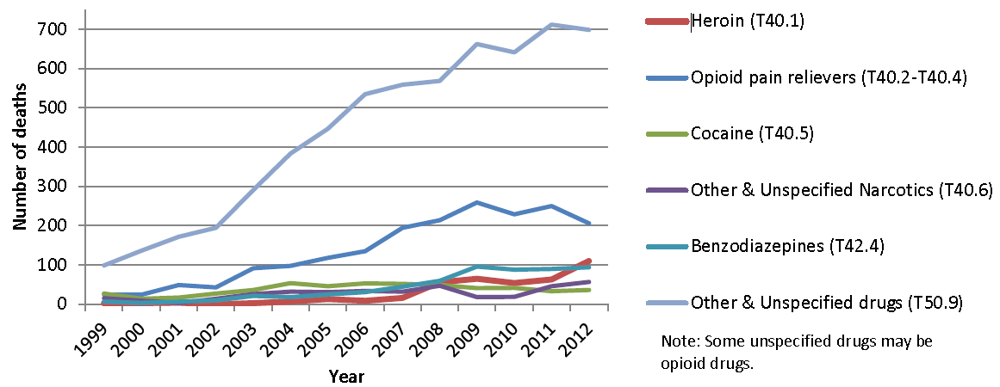 Number of deaths
700
600
500
400
300
200
100
0
1999
2000
2001
2002
2003
2004
2005
2006
2007
2008
2009
2010
2011
2012
Year
Heroin (T40.1)
Opioid pain relievers (T40.2-T40.4)
Cocaine (T40.5)
Other & Unspecified Narcotics (T40.6)
Benzodiazepines (T42.4)
Other & Unspecified drugs (T50.9)
Note: Some unspecified drugs may be
opioid drugs.